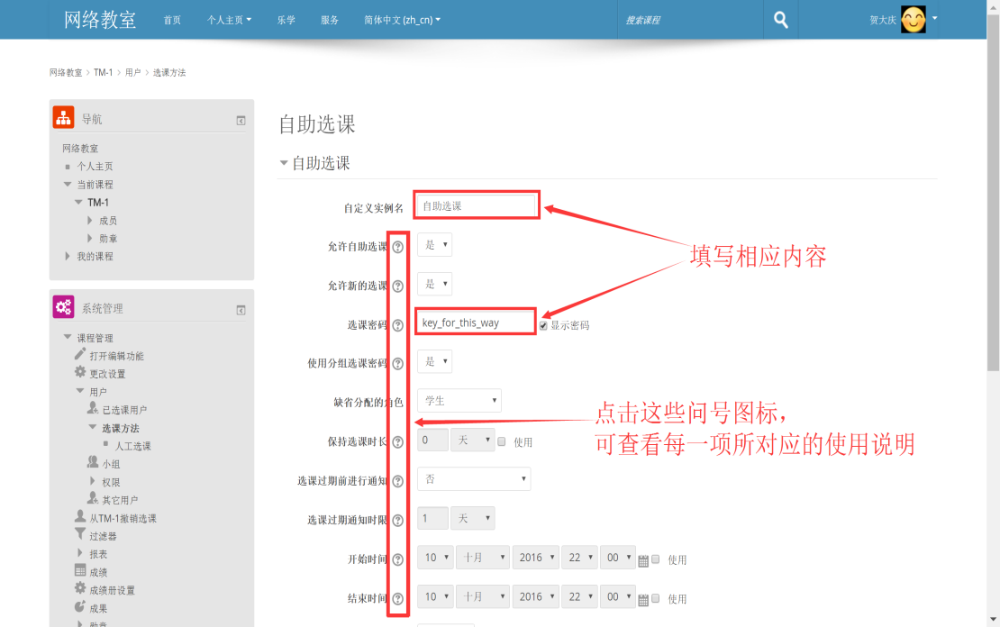 网络教室 首页 个人主页 乐学 服务 简体中文 (zh_cn) 搜索课程 贺大庆
网络教室 > TM-1 > 用户 > 选课方法
导航
网络教室
个人主页
当前课程
TM-1
成员
勋章
我的课程
系统管理
课程管理
打开编辑功能
更改设置
用户
已选课用户
选课方法
人工选课
小组
权限
其它用户
从TM-1撤销选课
过滤器
报表
成绩
成绩册设置
成果
勋章
自助选课
自助选课
自定义实例名 自助选课
允许自助选课 是
允许新的选课 是
选课密码 key_for_this_way 显示密码
使用分组选课密码 是
缺省分配的角色 学生
保持选课时长 0 天 使用
选课过期前进行通知 否
选课过期通知时限 1 天
开始时间 10 十月 2016 22 00 使用
结束时间 10 十月 2016 22 00 使用
填写相应内容
点击这些问号图标，
可查看每一项所对应的使用说明